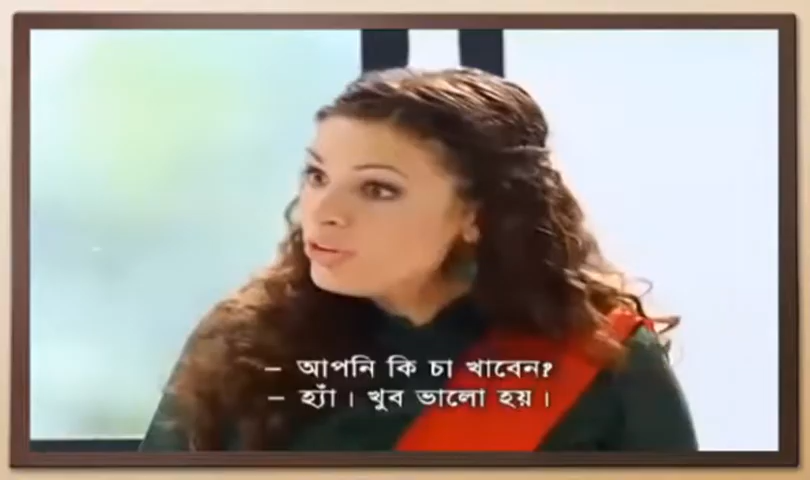 – আপনি কি চা খাবেন?
– হ্যাঁ। খুব ভালো হয়।